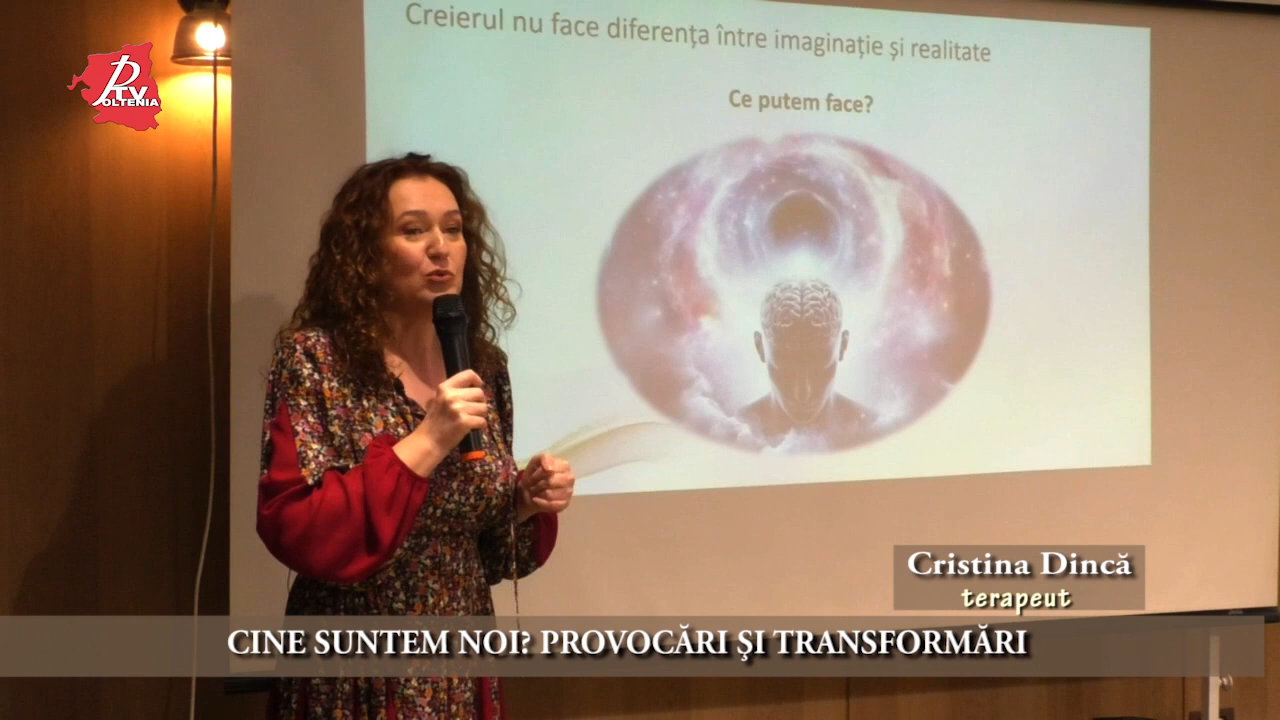 Creierul nu face diferența între imaginație și realitate
Ce putem face?
TV
OLTENIA
Cristina Dincă
terapeut
CINE SUNTEM NOI? PROVOCĂRI ŞI TRANSFORMĂRI